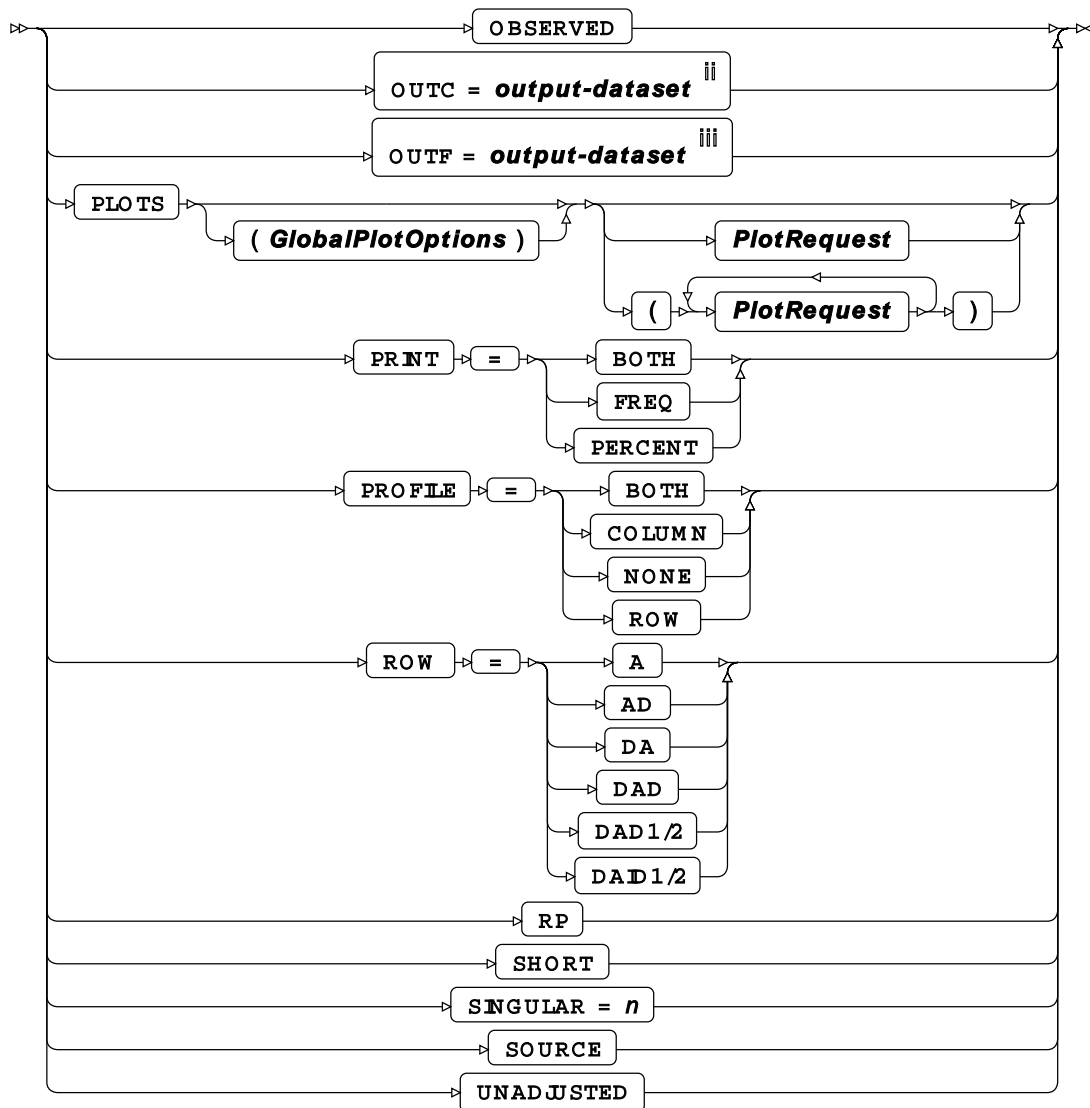 OBSERVED
OUTC = output-dataset ii
OUTF = output-dataset iii
PLOTS
( GlobalPlotOptions )
PlotRequest
( PlotRequest )
PRINT = BOTH
FREQ
PERCENT
PROFILE = BOTH
COLUMN
NONE
ROW
ROW = A
AD
DA
DAD
DAD1/2
DAID1/2
RP
SHORT
SINGULAR = n
SOURCE
UNADJUSTED